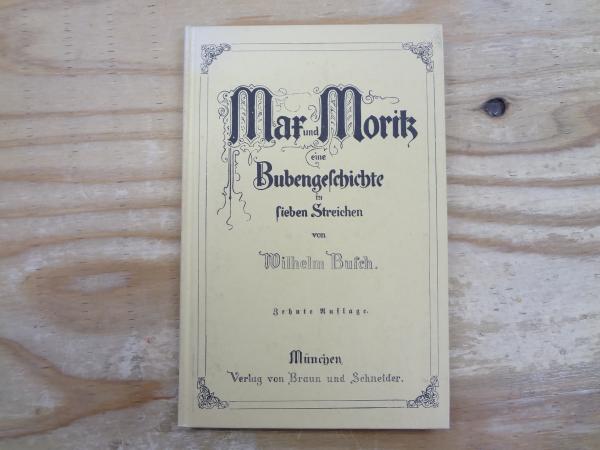 Max und Moritz
eine
Bubengeschichte
in
sieben Streichen
von
Wilhelm Busch.
Zehnte Auflage.
München,
Verlag von Braun und Schneider.